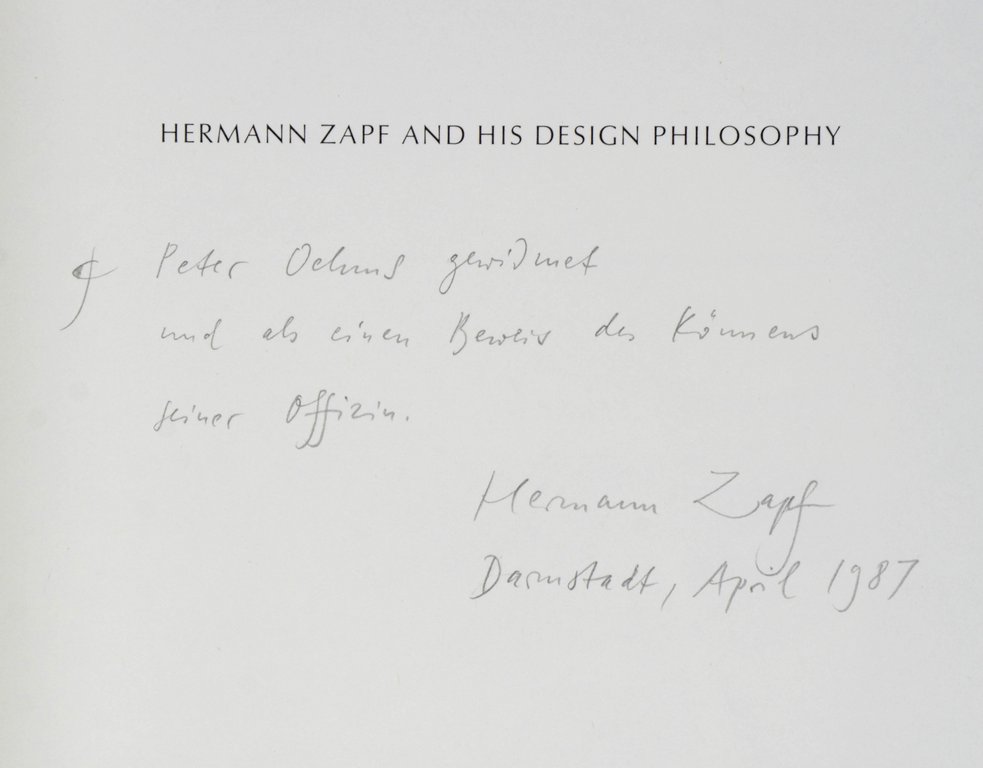 HERMANN ZAPF AND HIS DESIGN PHILOSOPHY
Peter Oehms gewidmet
und als einen Beweis des Könnens
seiner Offizin.
Hermann Zapf
Darmstadt, April 1987